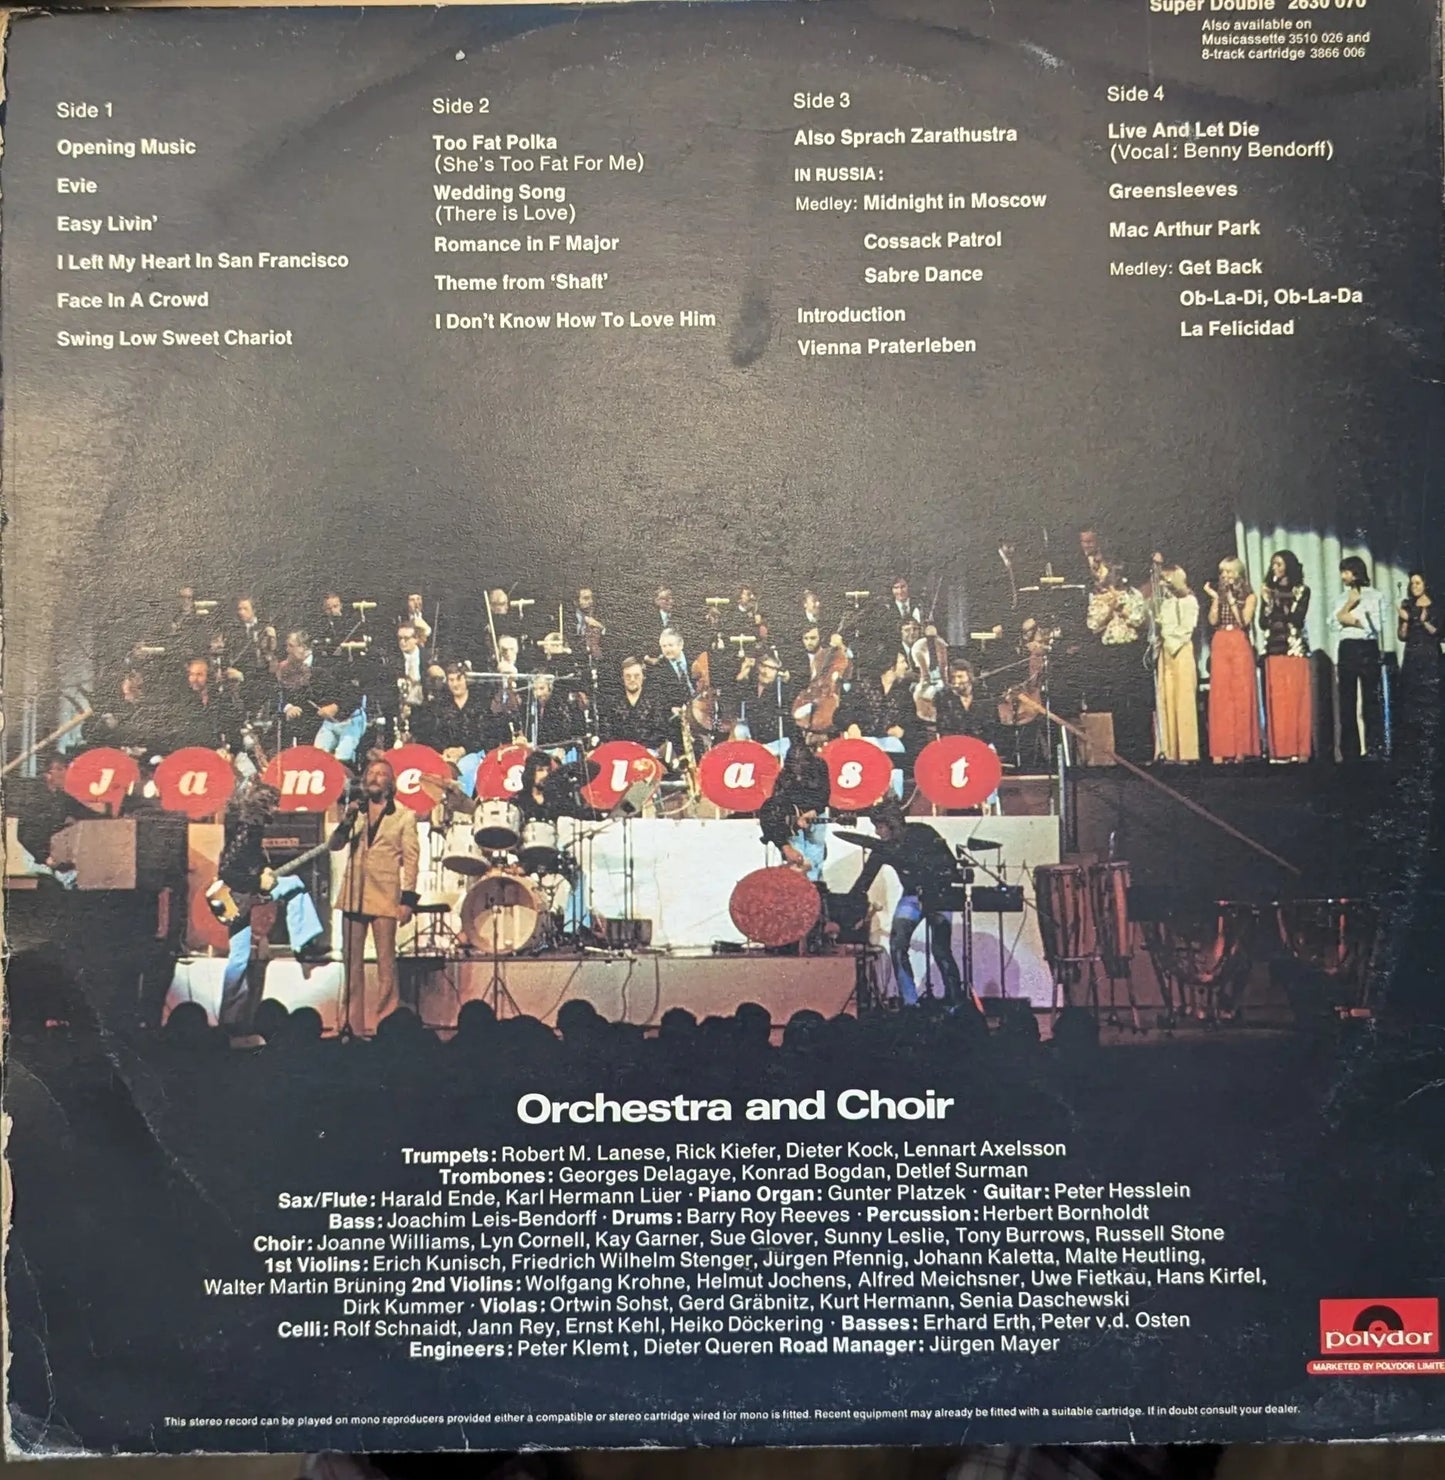 Super Double 2630 070
Also available on
Musicassette 3510 026 and
8-track cartridge 3866 006
Side 1
Opening Music
Evie
Easy Livin'
I Left My Heart In San Francisco
Face In A Crowd
Swing Low Sweet Chariot
Side 2
Too Fat Polka
(She's Too Fat For Me)
Wedding Song
(There is Love)
Romance in F Major
Theme from ‘Shaft’
I Don't Know How To Love Him
Side 3
Also Sprach Zarathustra
IN RUSSIA:
Medley: Midnight in Moscow
Cossack Patrol
Sabre Dance
Introduction
Vienna Praterleben
Side 4
Live And Let Die
(Vocal: Benny Bendorff)
Greensleeves
Mac Arthur Park
Medley: Get Back
Ob-La-Di, Ob-La-Da
La Felicidad
James last
Orchestra and Choir
Trumpets: Robert M. Lanese, Rick Kiefer, Dieter Kock, Lennart Axelsson
Trombones: Georges Delagaye, Konrad Bogdan, Detlef Surman
Sax/Flute: Harald Ende, Karl Hermann Lüer · Piano Organ: Gunter Platzek · Guitar: Peter Hesslein
Bass: Joachim Leis-Bendorff · Drums: Barry Roy Reeves · Percussion: Herbert Bornholdt
Choir: Joanne Williams, Lyn Cornell, Kay Garner, Sue Glover, Sunny Leslie, Tony Burrows, Russell Stone
1st Violins: Erich Kunisch, Friedrich Wilhelm Stenger, Jürgen Pfennig, Johann Kaletta, Malte Heutling,
Walter Martin Brüning 2nd Violins: Wolfgang Krohne, Helmut Jochens, Alfred Meichsner, Uwe Fietkau, Hans Kirfel,
Dirk Kummer · Violas: Ortwin Sohst, Gerd Gräbnitz, Kurt Hermann, Senia Daschewski
Celli: Rolf Schnaidt, Jann Rey, Ernst Kehl, Heiko Döckering · Basses: Erhard Erth, Peter v.d. Osten
Engineers: Peter Klemt, Dieter Queren Road Manager: Jürgen Mayer
polydor
MARKETED BY POLYDOR LIMITE
This stereo record can be played on mono reproducers provided either a compatible or stereo cartridge wired for mono is fitted. Recent equipment may already be fitted with a suitable cartridge. If in doubt consult your dealer.